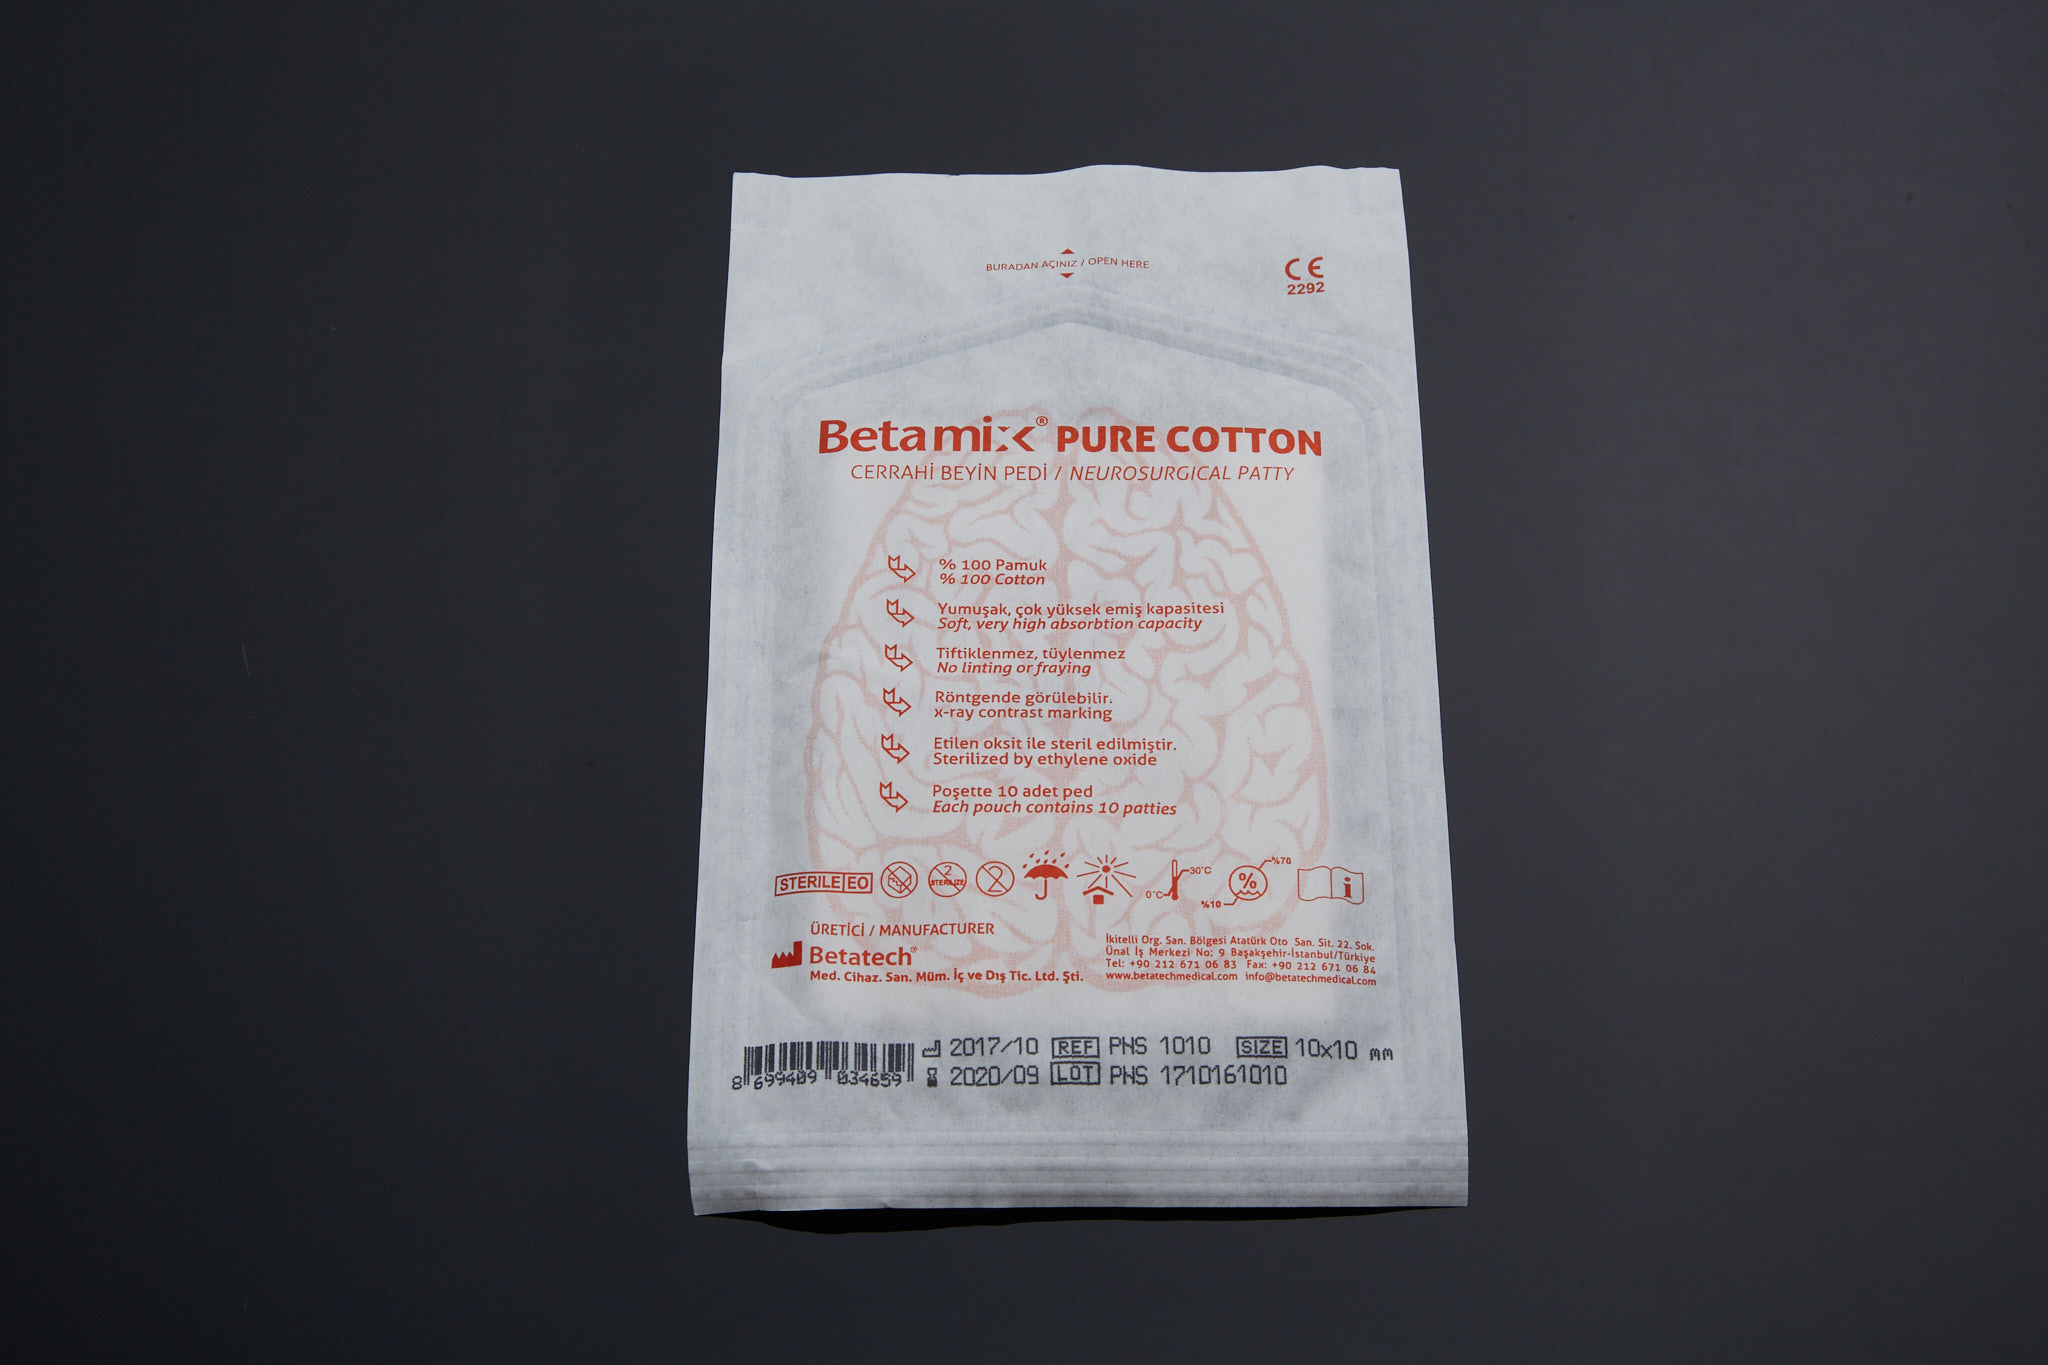 BURADAN AÇINIZ / OPEN HERE
CE
2292
Betamix® PURE COTTON
CERRAHİ BEYİN PEDİ / NEUROSURGICAL PATTY
% 100 Pamuk
% 100 Cotton
Yumuşak, çok yüksek emiş kapasitesi
Soft, very high absorbtion capacity
Tiftiklenmez, tüylenmez
No linting or fraying
Röntgende görülebilir.
x-ray contrast marking
Etilen oksit ile steril edilmiştir.
Sterilized by ethylene oxide
Poşette 10 adet ped
Each pouch contains 10 patties
STERILE EO 2 STERILIZE 2 0°C 30°C %10 % %70 i
ÜRETİCİ / MANUFACTURER
Betatech®
Med. Cihaz. San. Müm. İç ve Dış Tic. Ltd. Şti.
İkitelli Org. San. Bölgesi Atatürk Oto San. Sit. 22. Sok.
Ünal İş Merkezi No: 9 Başakşehir-İstanbul/Türkiye
Tel: +90 212 671 06 83 Fax: +90 212 671 06 84
www.betatechmedical.com info@betatechmedical.com
2017/10 REF PNS 1010 SIZE 10x10 mm
2020/09 LOT PNS 1710161010
8 699409 034659